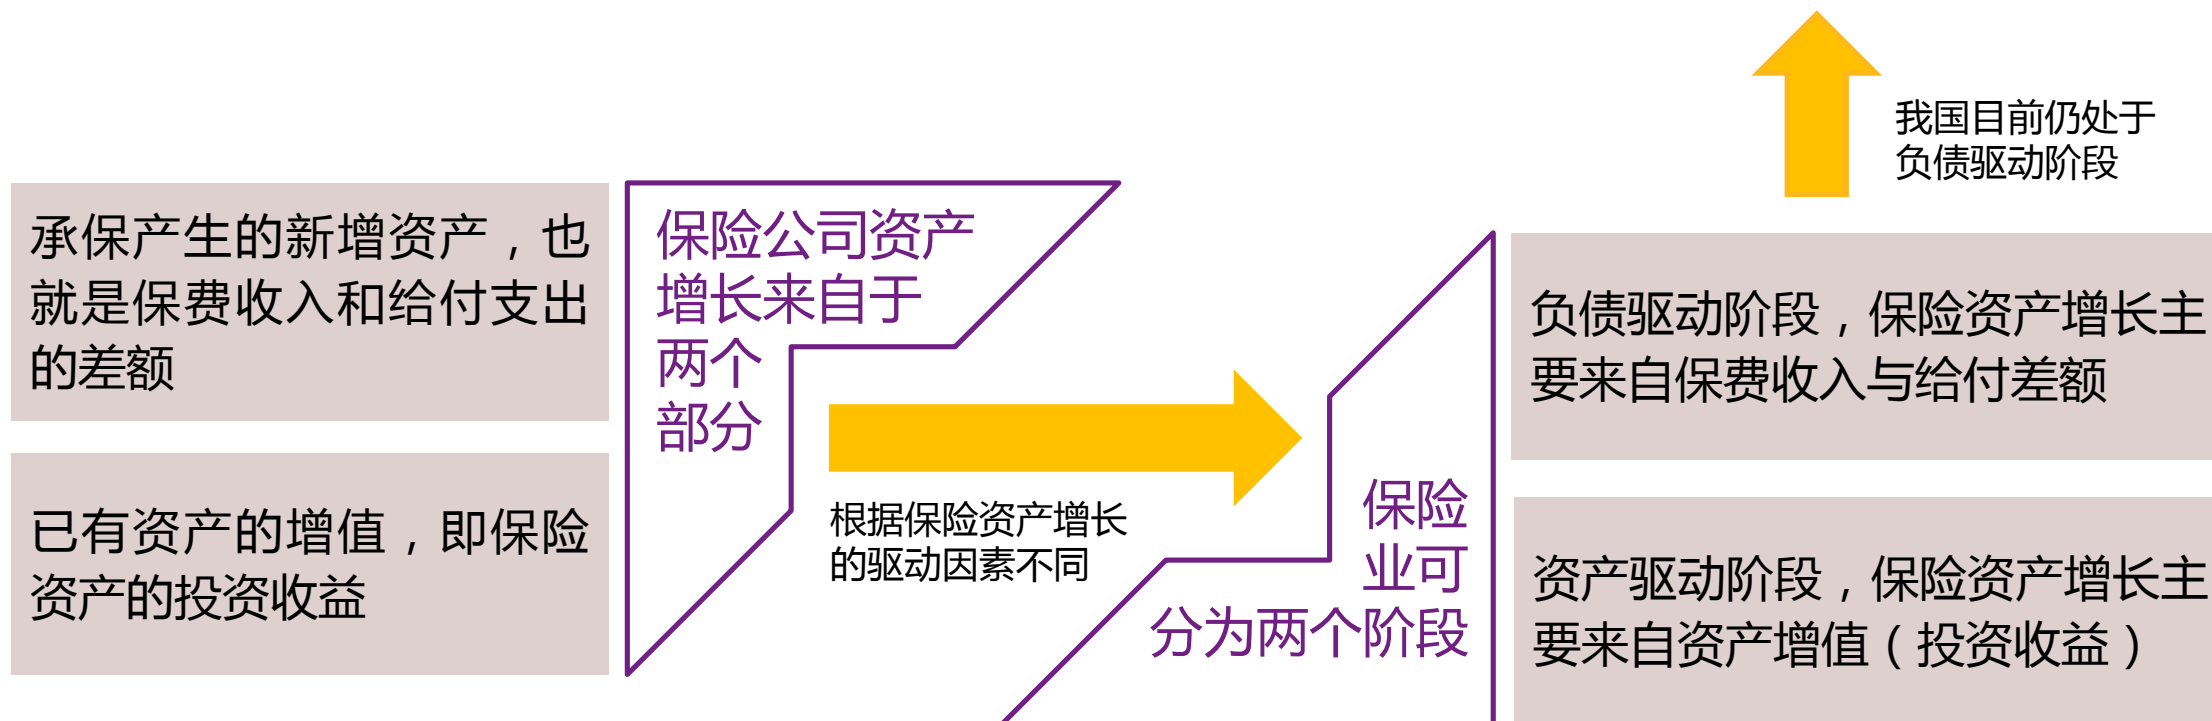 承保产生的新增资产，也
就是保费收入和给付支出
的差额
已有资产的增值，即保险
资产的投资收益
保险公司资产
增长来自于
两个
部分
根据保险资产增长
的驱动因素不同
保险
业可
分为两个阶段
我国目前仍处于
负债驱动阶段
负债驱动阶段，保险资产增长主
要来自保费收入与给付差额
资产驱动阶段，保险资产增长主
要来自资产增值（投资收益）